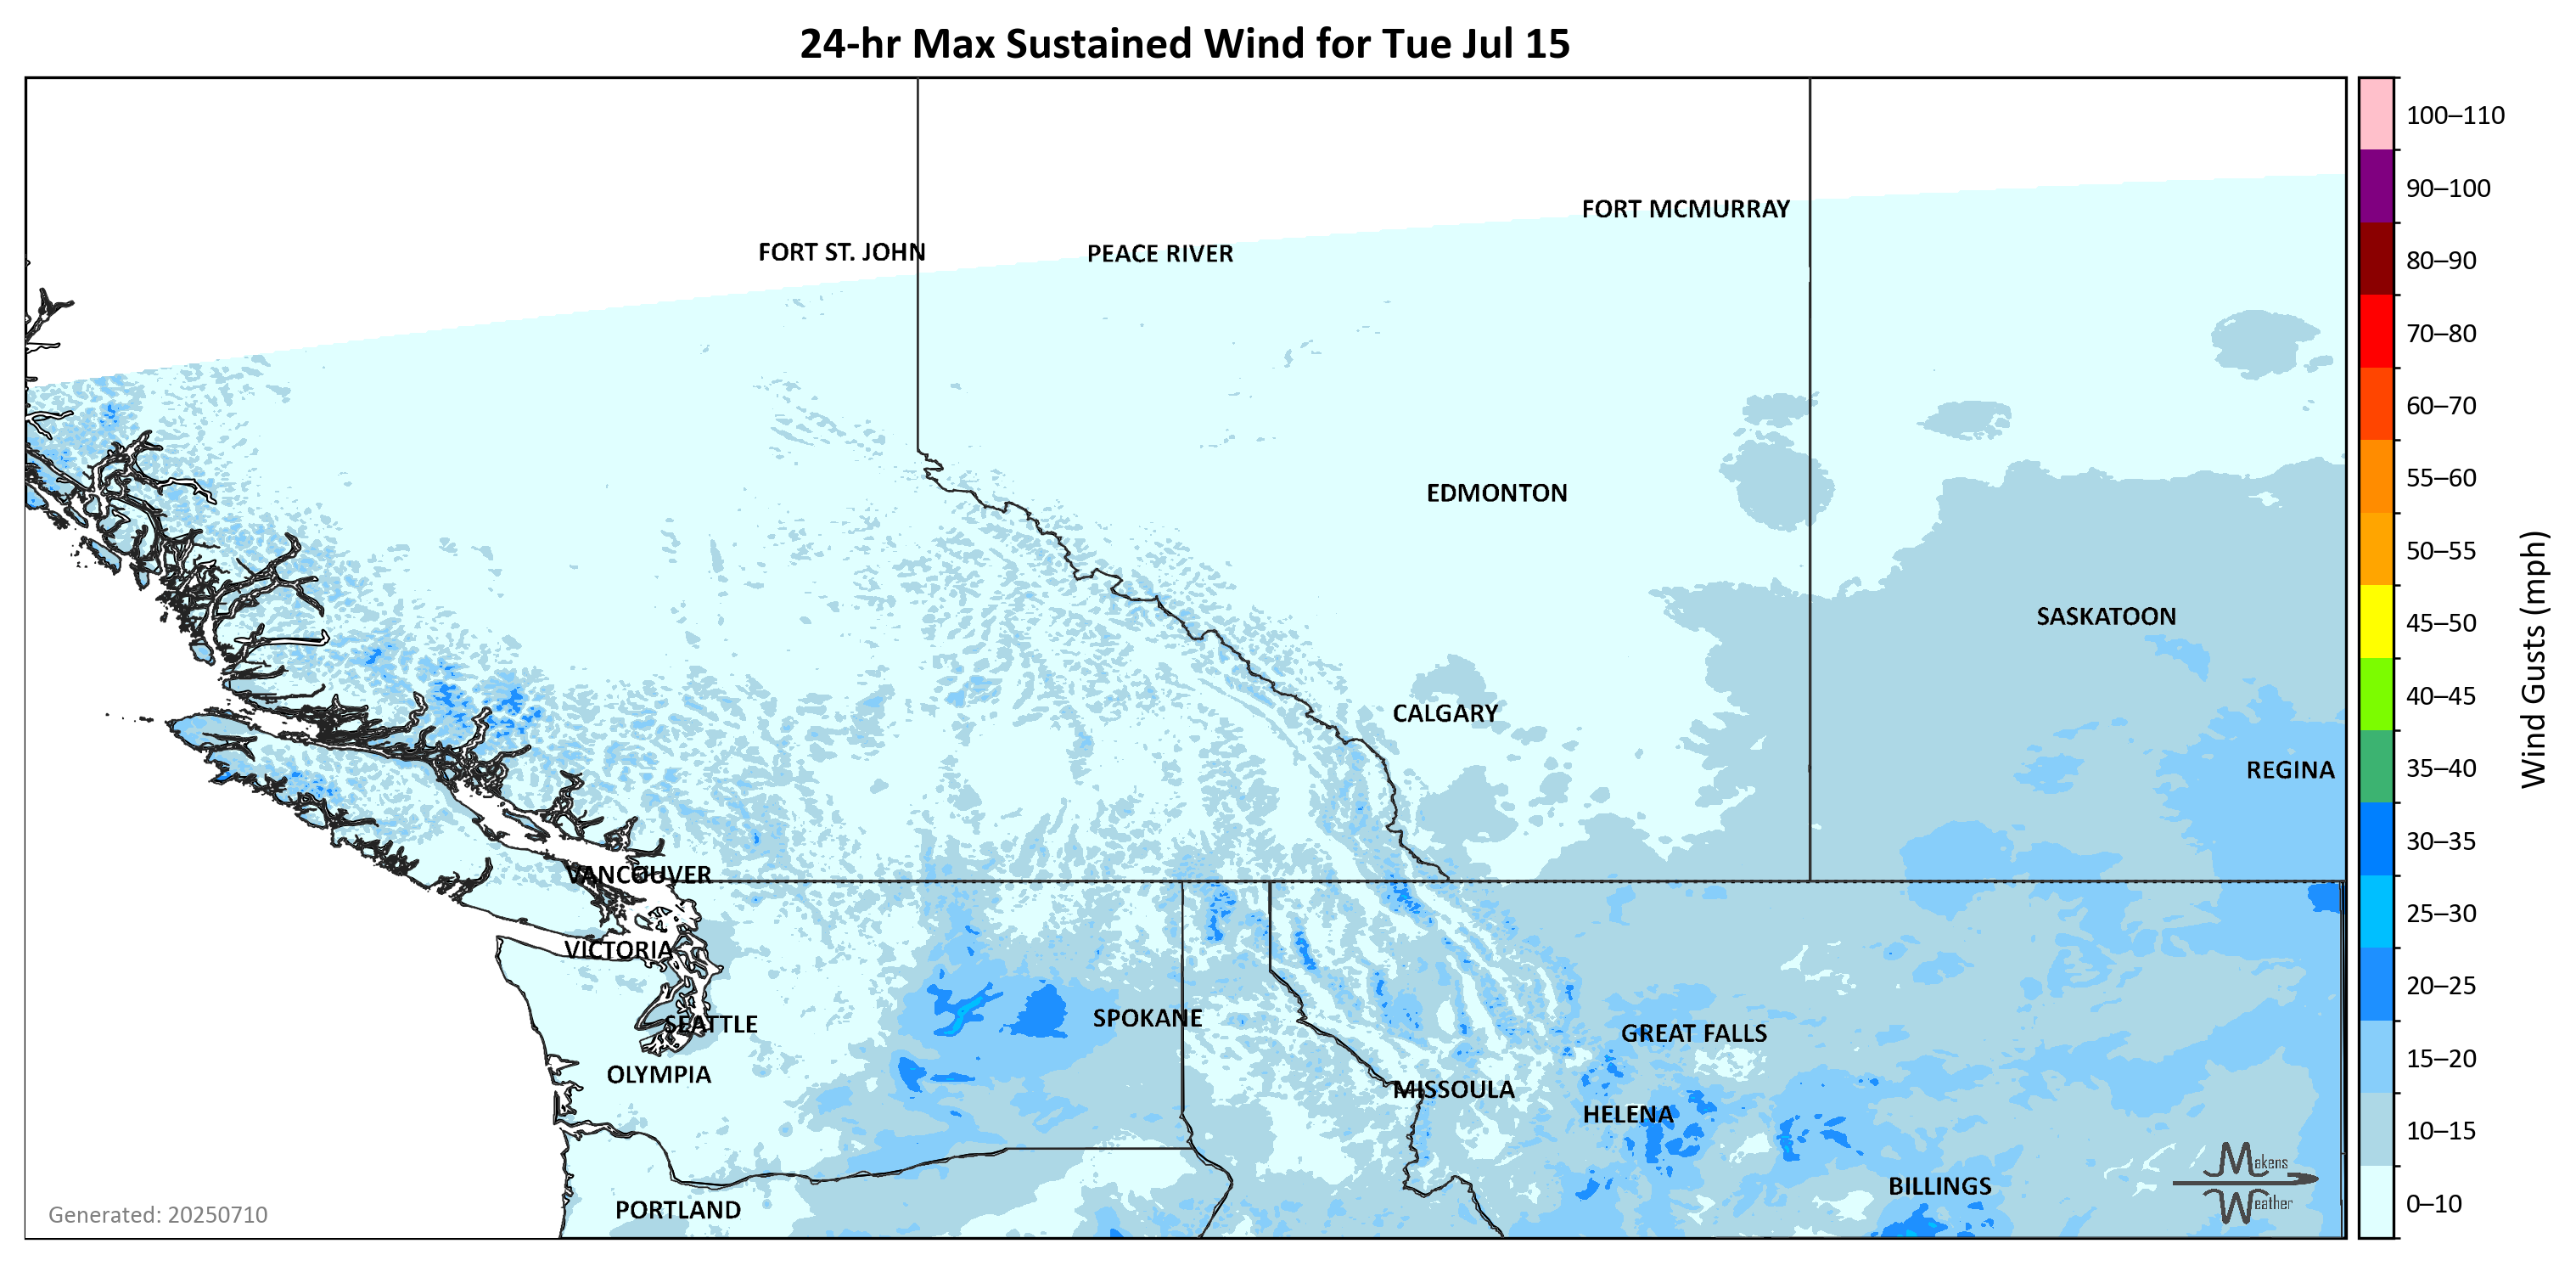 24-hr Max Sustained Wind for Tue Jul 15
100–110
90–100
80–90
70–80
60–70
55–60
50–55
45–50
40–45
35–40
30–35
25–30
20–25
15–20
10–15
0–10
Wind Gusts (mph)
FORT MCMURRAY
FORT ST. JOHN
PEACE RIVER
EDMONTON
SASKATOON
CALGARY
REGINA
VANCOUVER
VICTORIA
SEATTLE
SPOKANE
GREAT FALLS
OLYMPIA
MISSOULA
HELENA
BILLINGS
PORTLAND
Makens
Weather
Generated: 20250710